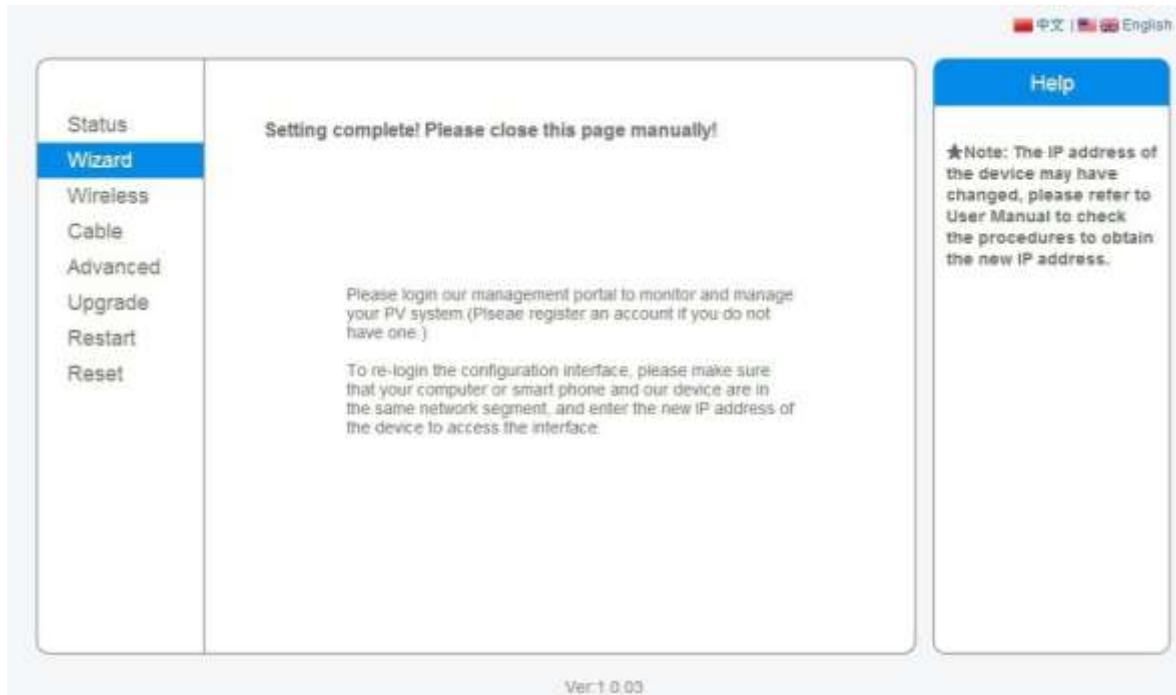 中文 | English
Status
Wizard
Wireless
Cable
Advanced
Upgrade
Restart
Reset
Setting complete! Please close this page manually!
Please login our management portal to monitor and manage
your PV system.(Plseae register an account if you do not
have one.)
To re-login the configuration interface, please make sure
that your computer or smart phone and our device are in
the same network segment, and enter the new IP address of
the device to access the interface.
Help
★Note: The IP address of
the device may have
changed, please refer to
User Manual to check
the procedures to obtain
the new IP address.
Ver:1.0.03